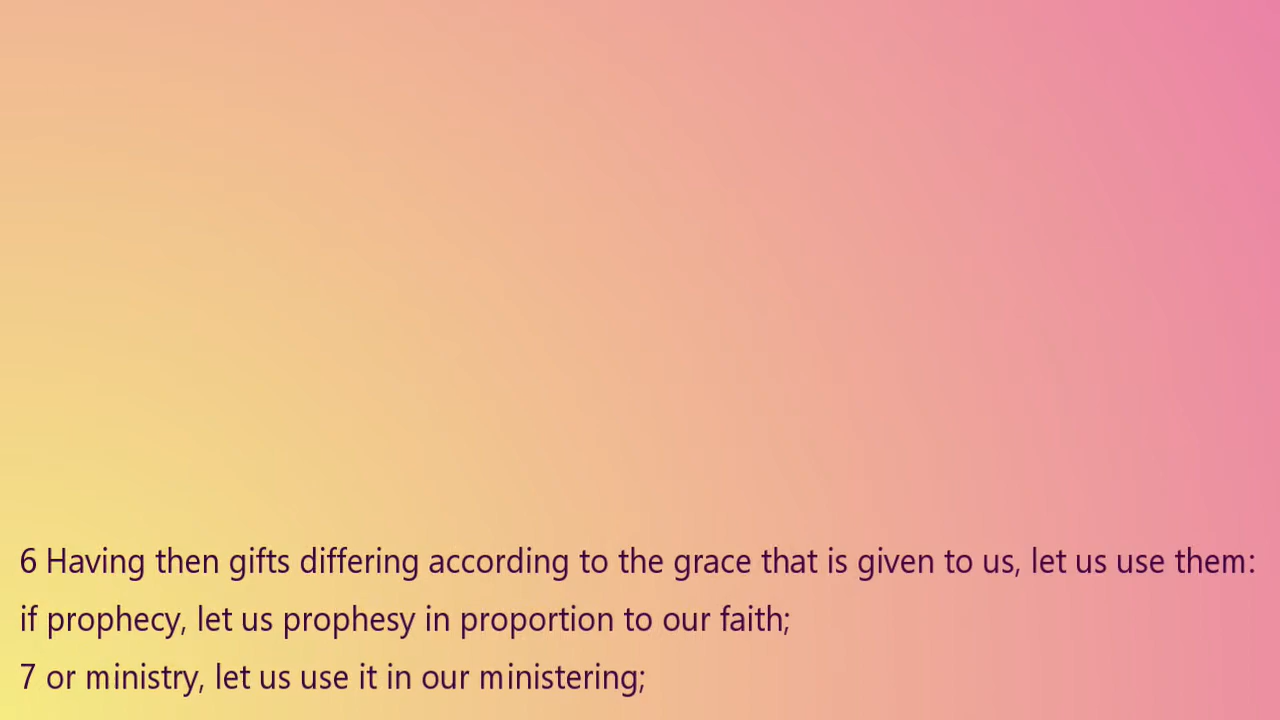 6 Having then gifts differing according to the grace that is given to us, let us use them:
if prophecy, let us prophesy in proportion to our faith;
7 or ministry, let us use it in our ministering;